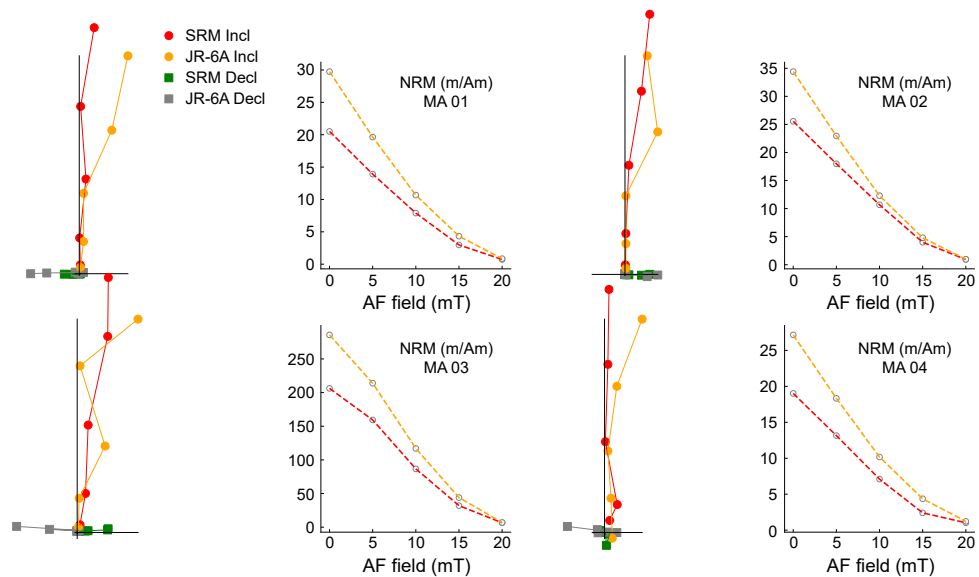 SRM Incl
JR-6A Incl
SRM Decl
JR-6A Decl
NRM (m/Am)
MA 01
30
25
20
15
10
5
0
0 5 10 15 20
AF field (mT)
NRM (m/Am)
MA 02
35
30
25
20
15
10
5
0
0 5 10 15 20
AF field (mT)
NRM (m/Am)
MA 03
250
200
150
100
50
0
0 5 10 15 20
AF field (mT)
NRM (m/Am)
MA 04
25
20
15
10
5
0
0 5 10 15 20
AF field (mT)